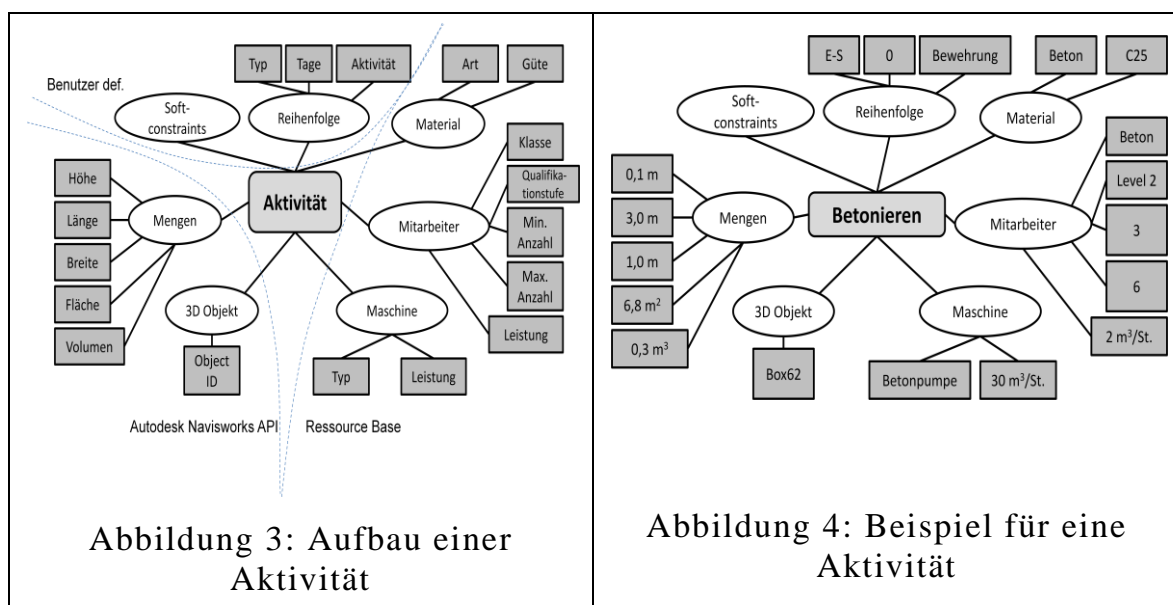 Typ
Tage
Aktivität
Art
Güte
Benutzer def.
Soft-
constraints
Reihenfolge
Material
Klasse
Qualifika-
tionstufe
Min.
Anzahl
Max.
Anzahl
Leistung
Mitarbeiter
Höhe
Länge
Breite
Fläche
Volumen
Mengen
Aktivität
3D Objekt
Object
ID
Maschine
Typ
Leistung
Autodesk Navisworks API
Ressource Base
Abbildung 3: Aufbau einer
Aktivität
E-S
0
Bewehrung
Beton
C25
Soft-
constraints
Reihenfolge
Material
Beton
Level 2
3
6
2 m³/St.
Mitarbeiter
0,1 m
3,0 m
1,0 m
6,8 m²
0,3 m³
Mengen
Betonieren
3D Objekt
Box62
Maschine
Betonpumpe
30 m³/St.
Abbildung 4: Beispiel für eine
Aktivität